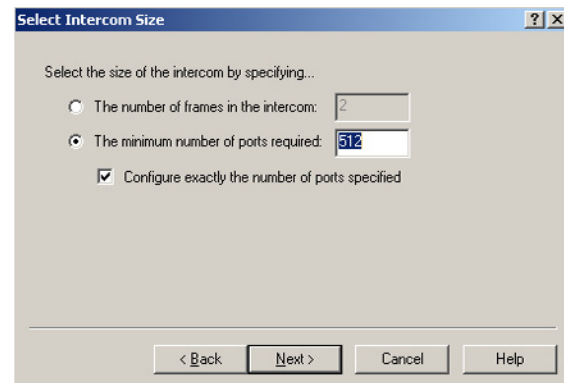 Select Intercom Size
Select the size of the intercom by specifying...
The number of frames in the intercom: 2
The minimum number of ports required: 512
Configure exactly the number of ports specified
< Back Next > Cancel Help